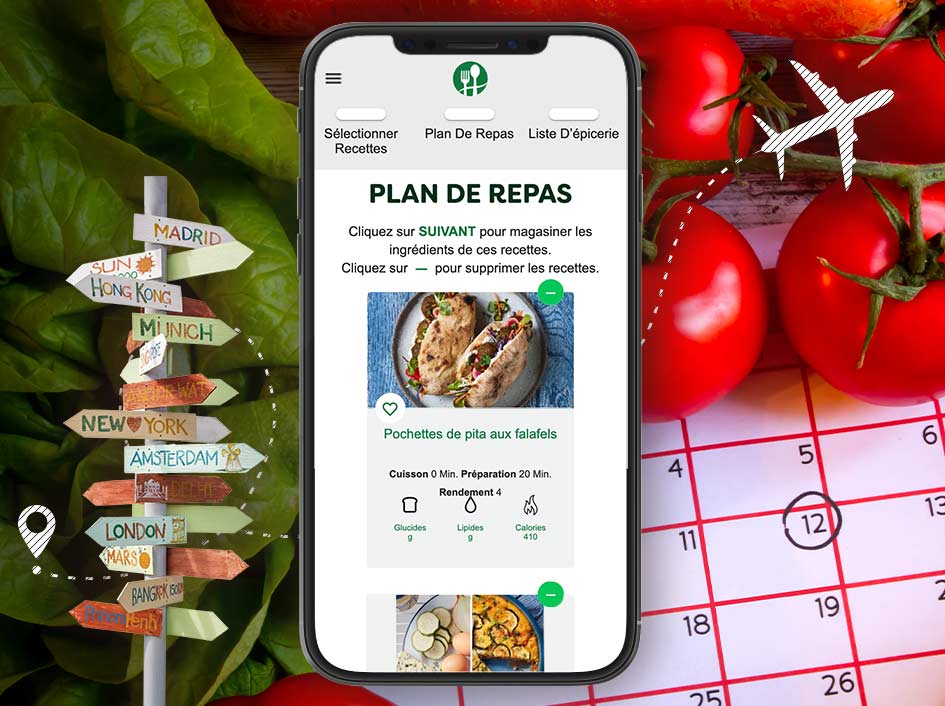 Sélectionner
Recettes
Plan De Repas
Liste D'épicerie
PLAN DE REPAS
Cliquez sur SUIVANT pour magasiner les
ingrédients de ces recettes.
Cliquez sur — pour supprimer les recettes.
Pochettes de pita aux falafels
Cuisson 0 Min. Préparation 20 Min.
Rendement 4
Glucides
g
Lipides
g
Calories
410
MADRID
SUN
HONG KONG
MUNICH
NEW YORK
AMSTERDAM
DELHI
LONDON
MARS
BANGKOK
4
5
6
11
12
13
18
19
25
26